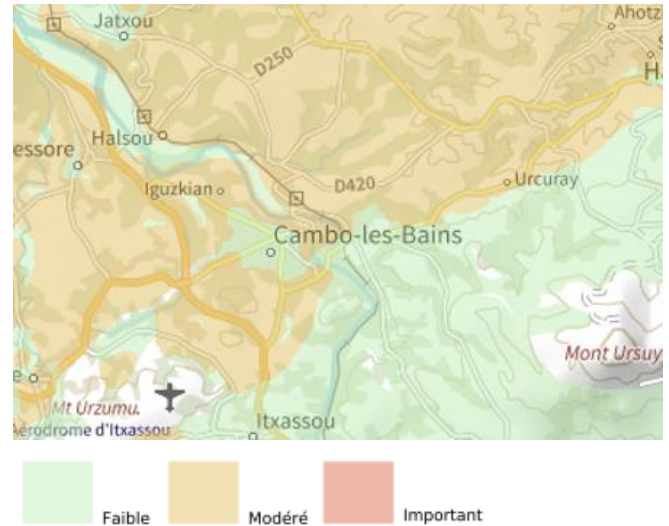 Jatxou
Ahotz
D250
Halsou
essore
Iguzkian
D420
Urcuray
Cambo-les-Bains
Mont Ursuy
Mt Urzumu
Aérodrome d'Itxassou
Itxassou
Faible Modéré Important